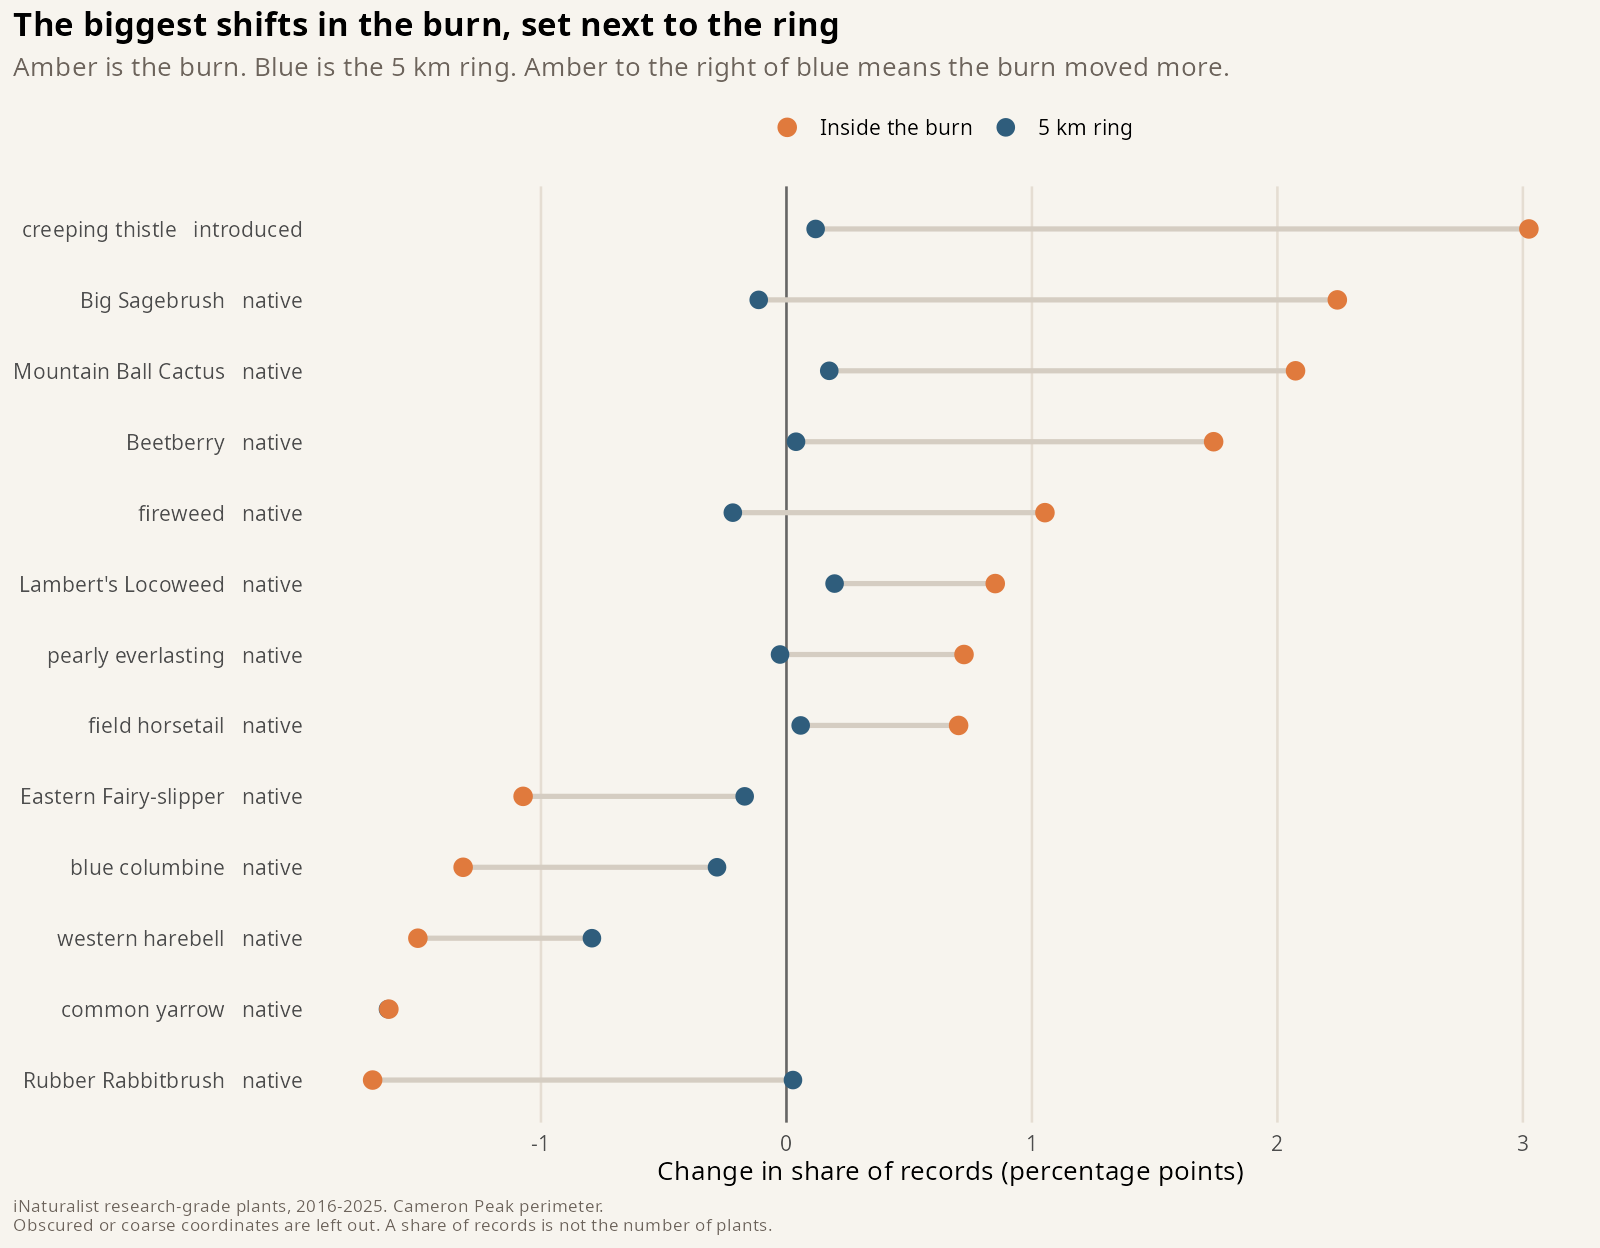 The biggest shifts in the burn, set next to the ring
Amber is the burn. Blue is the 5 km ring. Amber to the right of blue means the burn moved more.
Inside the burn   5 km ring
creeping thistle   introduced
Big Sagebrush   native
Mountain Ball Cactus   native
Beetberry   native
fireweed   native
Lambert's Locoweed   native
pearly everlasting   native
field horsetail   native
Eastern Fairy-slipper   native
blue columbine   native
western harebell   native
common yarrow   native
Rubber Rabbitbrush   native
-1   0   1   2   3
Change in share of records (percentage points)
iNaturalist research-grade plants, 2016-2025. Cameron Peak perimeter.
Obscured or coarse coordinates are left out. A share of records is not the number of plants.